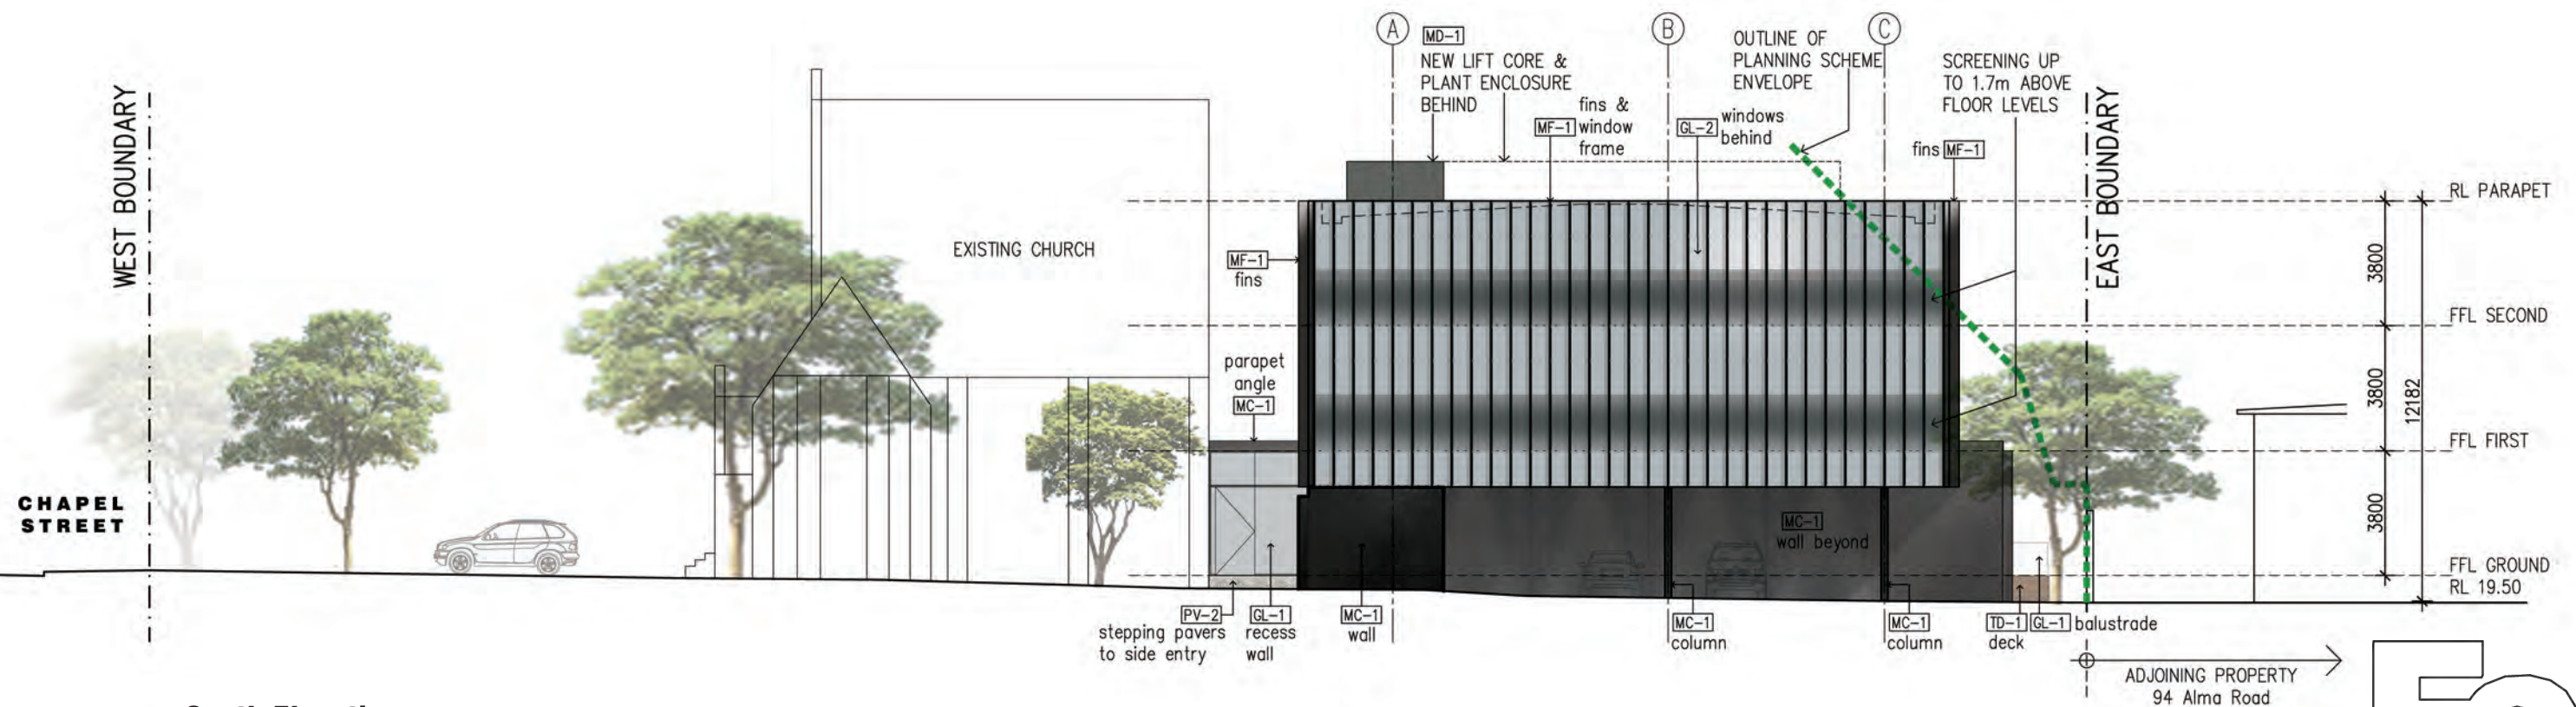 WEST BOUNDARY
CHAPEL
STREET
EXISTING CHURCH
A
B
C
MD-1
NEW LIFT CORE &
PLANT ENCLOSURE
BEHIND
fins &
MF-1 window
frame
GL-2 windows
behind
OUTLINE OF
PLANNING SCHEME
ENVELOPE
SCREENING UP
TO 1.7m ABOVE
FLOOR LEVELS
fins MF-1
EAST BOUNDARY
MF-1
fins
parapet
angle
MC-1
MC-1
wall beyond
PV-2
stepping pavers
to side entry
GL-1
recess
wall
MC-1
wall
MC-1
column
MC-1
column
TD-1
deck
GL-1 balustrade
ADJOINING PROPERTY
94 Alma Road
3800
3800
3800
12182
RL PARAPET
FFL SECOND
FFL FIRST
FFL GROUND
RL 19.50